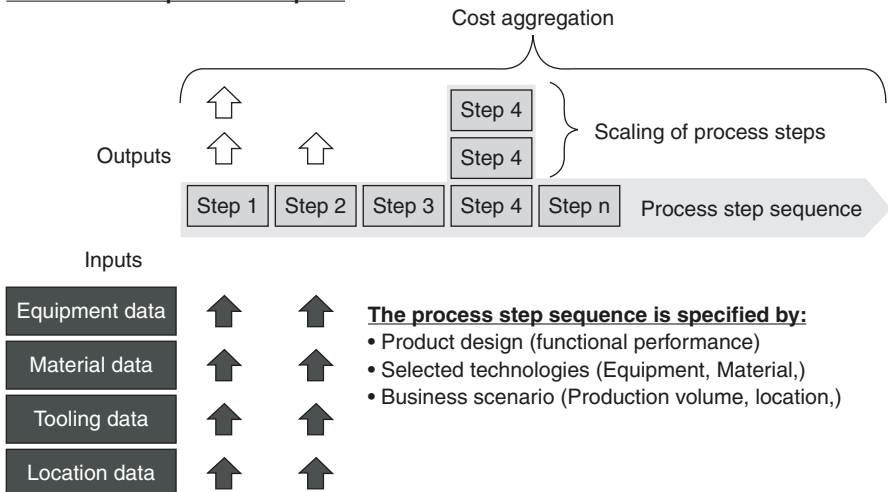 Cost aggregation
Step 4
Scaling of process steps
Outputs
Step 4
Step 1
Step 2
Step 3
Step 4
Step n
Process step sequence
Inputs
Equipment data
Material data
Tooling data
Location data
The process step sequence is specified by:
• Product design (functional performance)
• Selected technologies (Equipment, Material,)
• Business scenario (Production volume, location,)